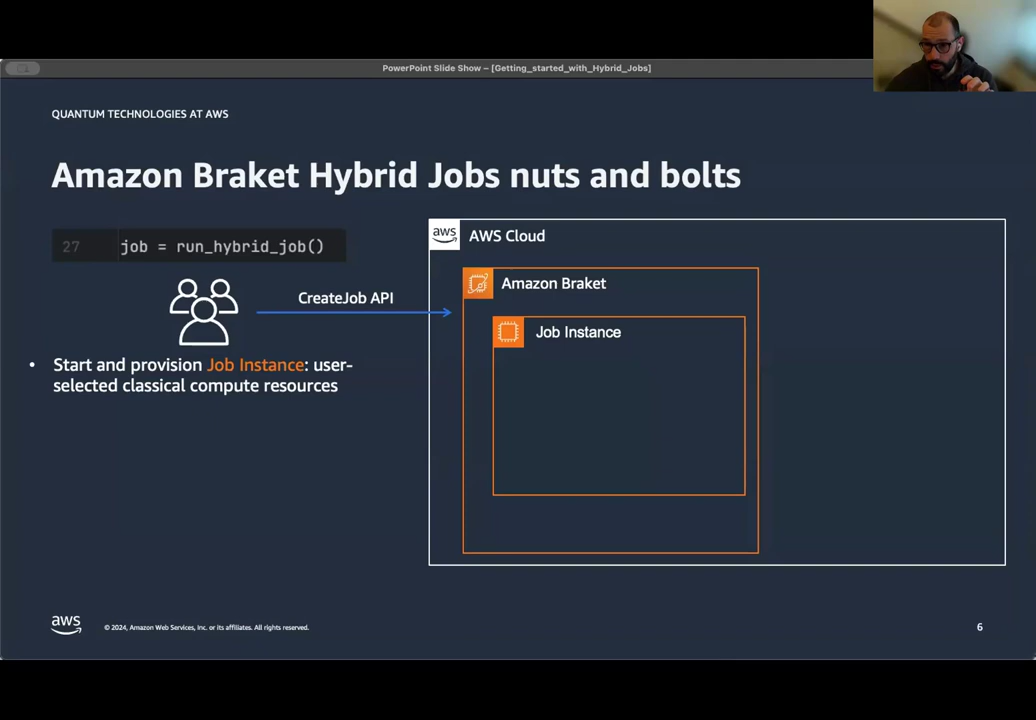 PowerPoint Slide Show – [Getting_started_with_Hybrid_Jobs]
QUANTUM TECHNOLOGIES AT AWS
Amazon Braket Hybrid Jobs nuts and bolts
27 job = run_hybrid_job()
CreateJob API
• Start and provision Job Instance: user-
selected classical compute resources
aws AWS Cloud
Amazon Braket
Job Instance
aws
© 2024, Amazon Web Services, Inc. or its affiliates. All rights reserved.
6